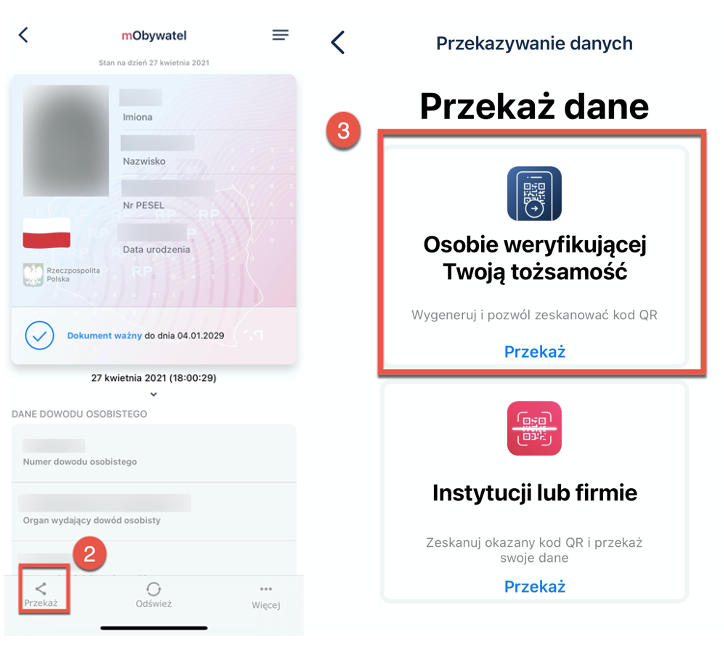 mObywatel
Stan na dzień 27 kwietnia 2021
Imiona
Nazwisko
Nr PESEL
Data urodzenia
RP
RP
RP
Rzeczpospolita
Polska
Dokument ważny do dnia 04.01.2029
27 kwietnia 2021 (18:00:29)
DANE DOWODU OSOBISTEGO
Numer dowodu osobistego
Organ wydający dowód osobisty
2
Przekaż
Odśwież
Więcej
Przekazywanie danych
Przekaż dane
3
Osobie weryfikującej
Twoją tożsamość
Wygeneruj i pozwól zeskanować kod QR
Przekaż
Instytucji lub firmie
Zeskanuj okazany kod QR i przekaż
swoje dane
Przekaż